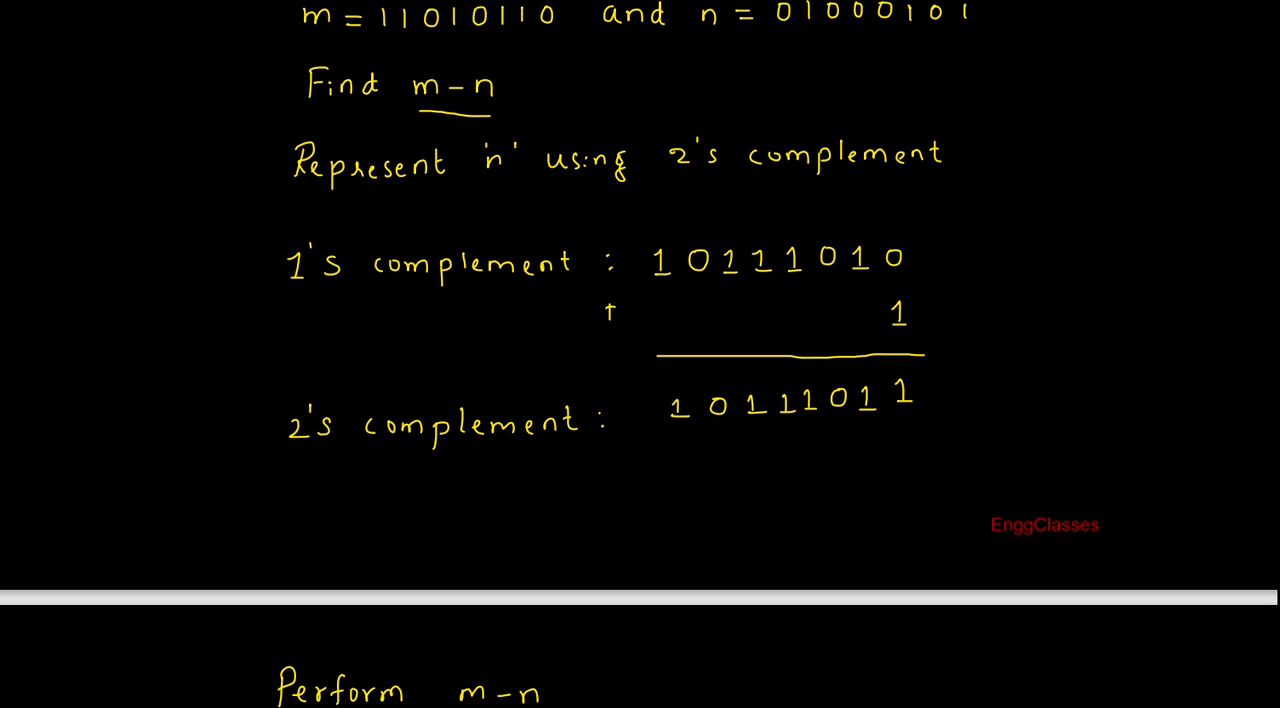 m = 11010110 and n = 01000101
Find m - n
Represent 'n' using 2's complement
1's complement : 10111010
+ 1
2's complement : 10111011
EnggClasses
Perform m - n